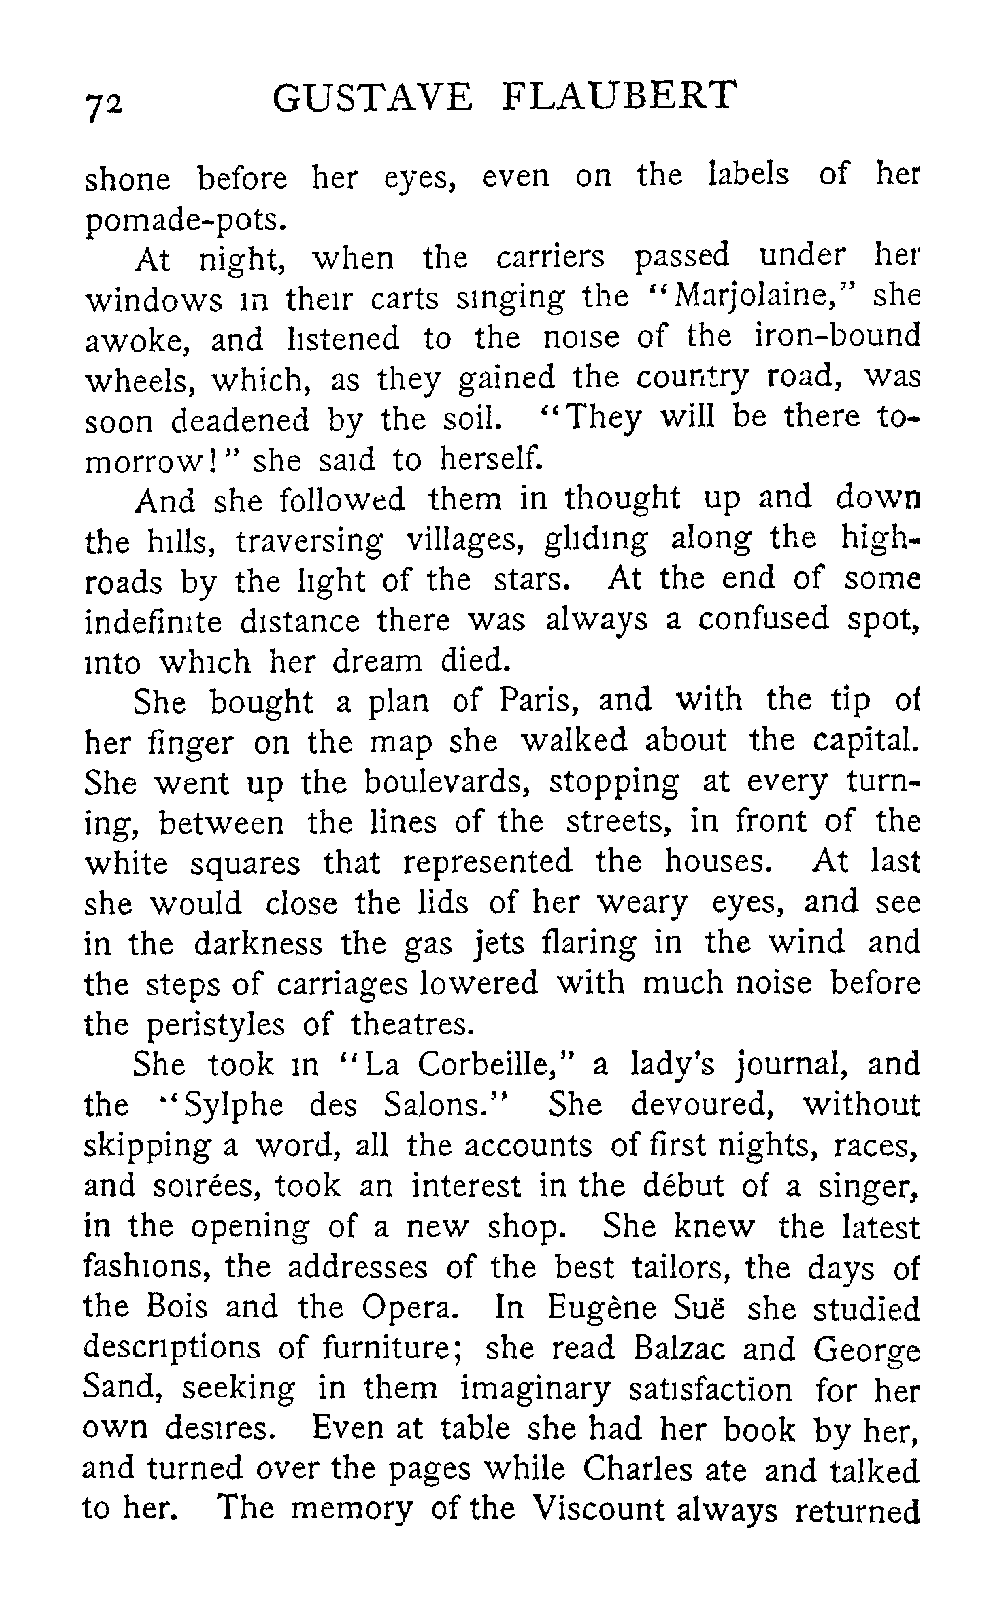 72 GUSTAVE FLAUBERT
shone before her eyes, even on the labels of her
pomade-pots.
At night, when the carriers passed under her
windows in their carts singing the "Marjolaine," she
awoke, and listened to the noise of the iron-bound
wheels, which, as they gained the country road, was
soon deadened by the soil. "They will be there to-
morrow!" she said to herself.
And she followed them in thought up and down
the hills, traversing villages, gliding along the high-
roads by the light of the stars. At the end of some
indefinite distance there was always a confused spot,
into which her dream died.
She bought a plan of Paris, and with the tip of
her finger on the map she walked about the capital.
She went up the boulevards, stopping at every turn-
ing, between the lines of the streets, in front of the
white squares that represented the houses. At last
she would close the lids of her weary eyes, and see
in the darkness the gas jets flaring in the wind and
the steps of carriages lowered with much noise before
the peristyles of theatres.
She took in "La Corbeille," a lady's journal, and
the "Sylphe des Salons." She devoured, without
skipping a word, all the accounts of first nights, races,
and soirées, took an interest in the début of a singer,
in the opening of a new shop. She knew the latest
fashions, the addresses of the best tailors, the days of
the Bois and the Opera. In Eugène Suë she studied
descriptions of furniture; she read Balzac and George
Sand, seeking in them imaginary satisfaction for her
own desires. Even at table she had her book by her,
and turned over the pages while Charles ate and talked
to her. The memory of the Viscount always returned